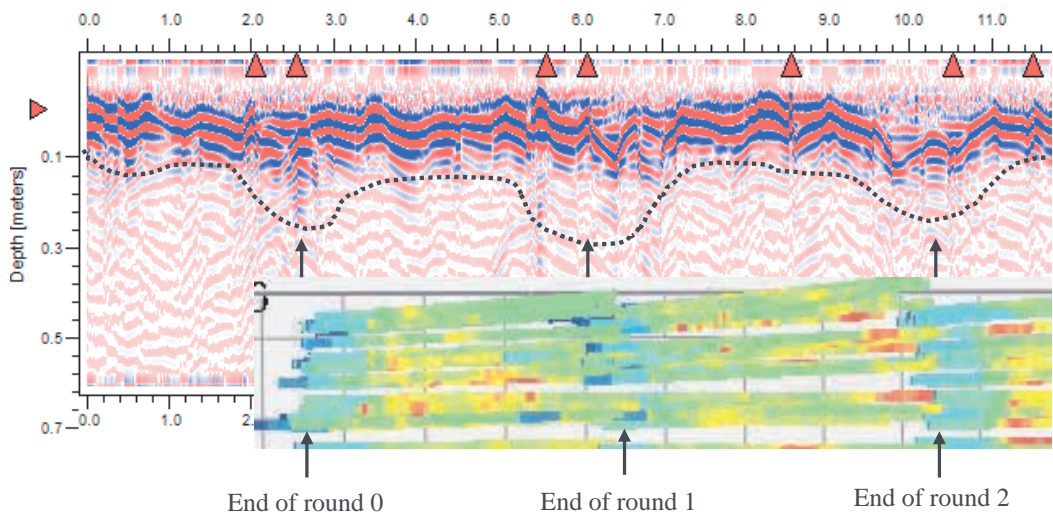 0.0 1.0 2.0 3.0 4.0 5.0 6.0 7.0 8.0 9.0 10.0 11.0
0.1
0.3
0.5
0.7
Depth [meters]
0.0 1.0 2.
End of round 0 End of round 1 End of round 2